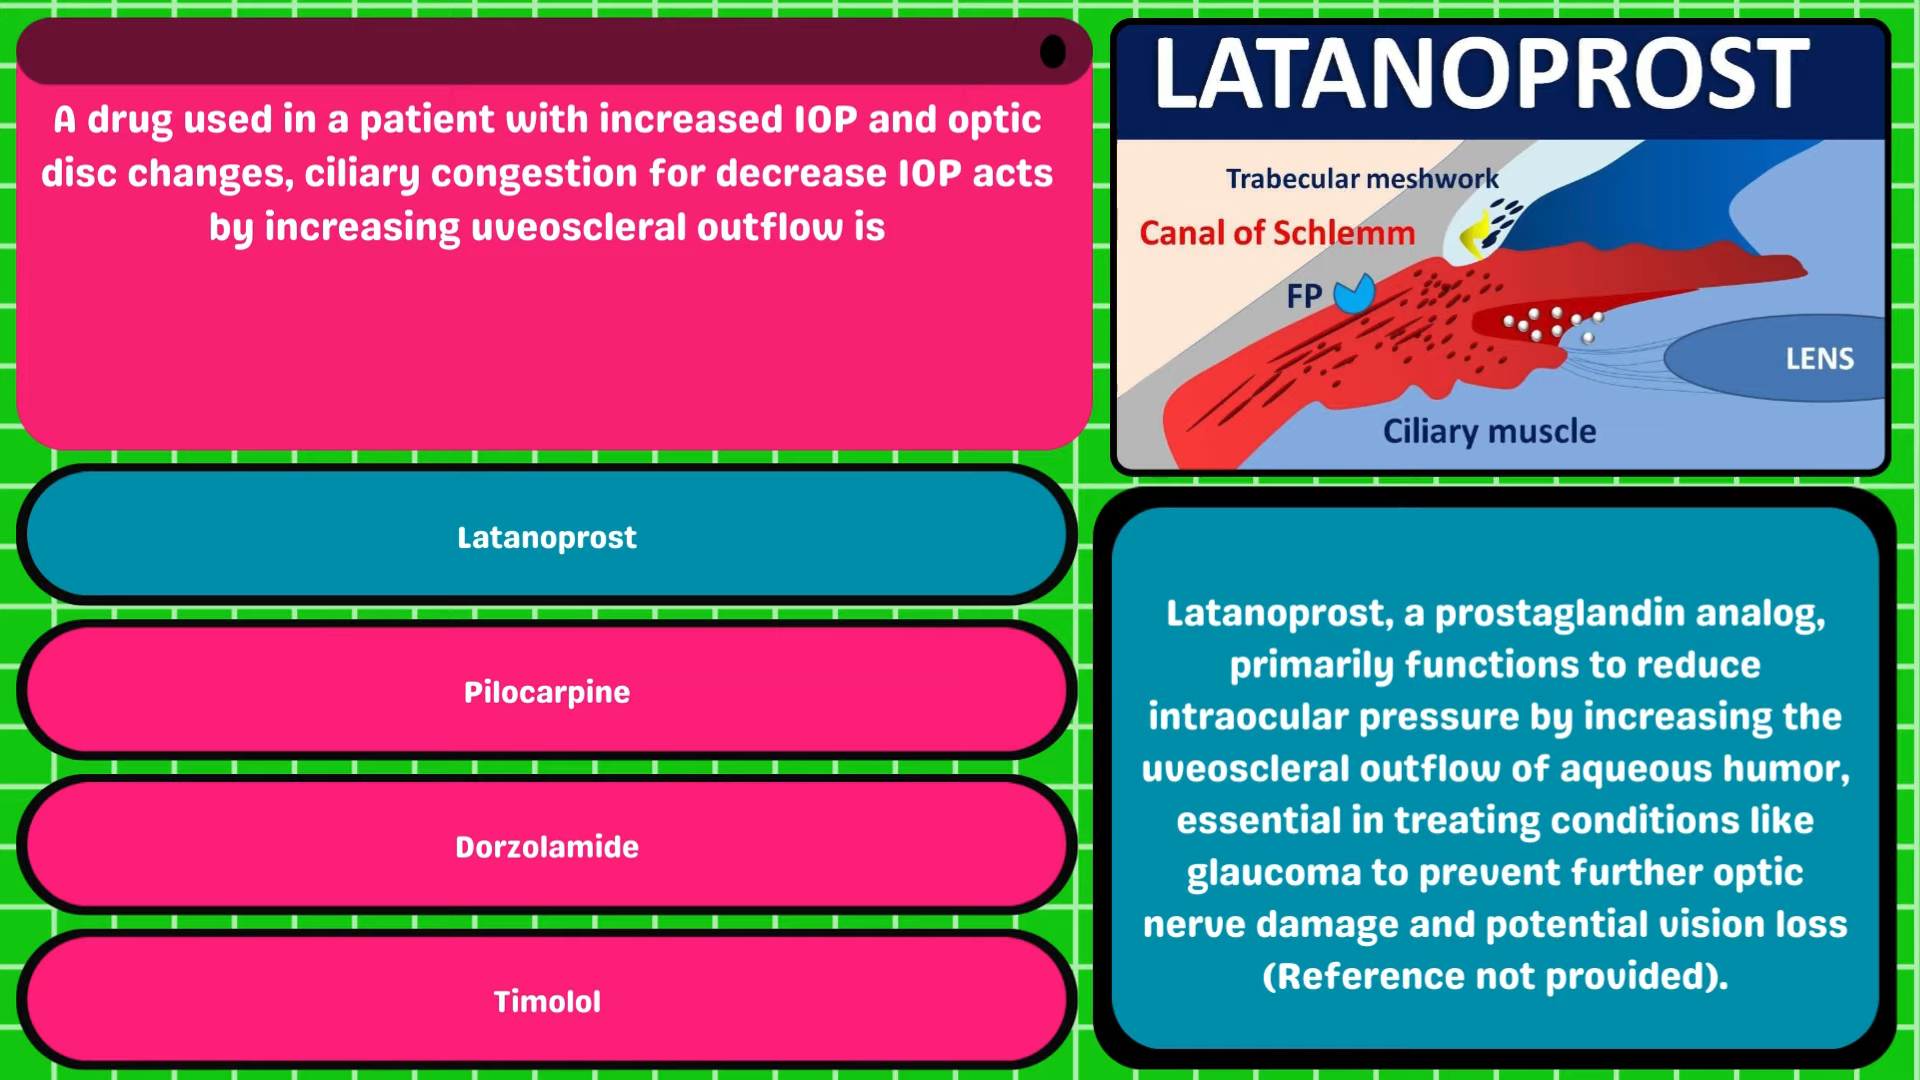 A drug used in a patient with increased IOP and optic
disc changes, ciliary congestion for decrease IOP acts
by increasing uveoscleral outflow is
Latanoprost
Pilocarpine
Dorzolamide
Timolol
LATANOPROST
Trabecular meshwork
Canal of Schlemm
FP
LENS
Ciliary muscle
Latanoprost, a prostaglandin analog,
primarily functions to reduce
intraocular pressure by increasing the
uveoscleral outflow of aqueous humor,
essential in treating conditions like
glaucoma to prevent further optic
nerve damage and potential vision loss
(Reference not provided).